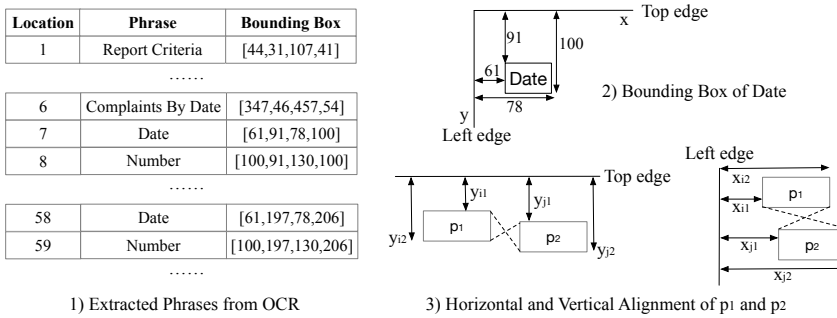 Location Phrase Bounding Box
1 Report Criteria [44,31,107,41]
......
6 Complaints By Date [347,46,457,54]
7 Date [61,91,78,100]
8 Number [100,91,130,100]
......
58 Date [61,197,78,206]
59 Number [100,197,130,206]
......
1) Extracted Phrases from OCR
x Top edge
91
100
61
Date
78
y
Left edge
2) Bounding Box of Date
Top edge
yi1
yj1
yi2
p1
p2
yj2
Left edge
xi2
p1
xi1
xj1
p2
xj2
3) Horizontal and Vertical Alignment of p1 and p2